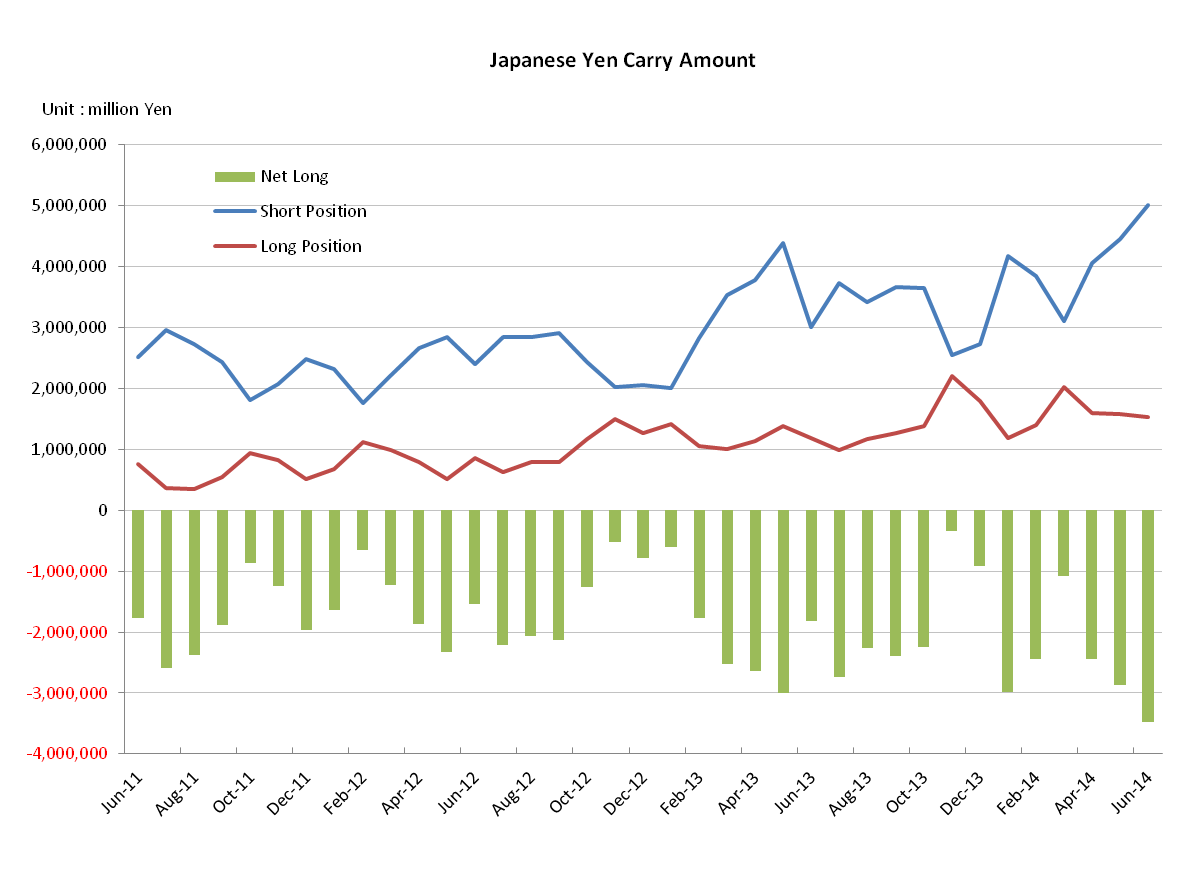 Japanese Yen Carry Amount
Unit : million Yen
6,000,000
5,000,000
4,000,000
3,000,000
2,000,000
1,000,000
0
-1,000,000
-2,000,000
-3,000,000
-4,000,000
Net Long
Short Position
Long Position
Jun-11
Aug-11
Oct-11
Dec-11
Feb-12
Apr-12
Jun-12
Aug-12
Oct-12
Dec-12
Feb-13
Apr-13
Jun-13
Aug-13
Oct-13
Dec-13
Feb-14
Apr-14
Jun-14